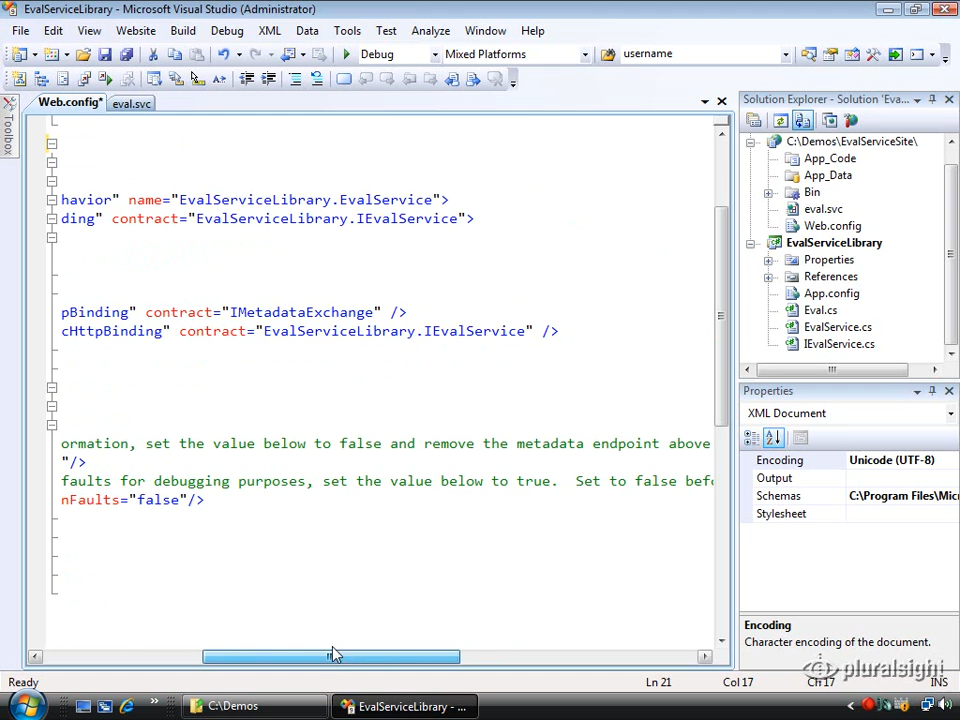 EvalServiceLibrary - Microsoft Visual Studio (Administrator)
File Edit View Website Build Debug XML Data Tools Test Analyze Window Help
Debug Mixed Platforms username
Web.config* eval.svc
Toolbox
havior" name="EvalServiceLibrary.EvalService">
ding" contract="EvalServiceLibrary.IEvalService">
pBinding" contract="IMetadataExchange" />
cHttpBinding" contract="EvalServiceLibrary.IEvalService" />
ormation, set the value below to false and remove the metadata endpoint above
"/>
faults for debugging purposes, set the value below to true.  Set to false befo
nFaults="false"/>
Solution Explorer - Solution 'Eva...
C:\Demos\EvalServiceSite\
App_Code
App_Data
Bin
eval.svc
Web.config
EvalServiceLibrary
Properties
References
App.config
Eval.cs
EvalService.cs
IEvalService.cs
Properties
XML Document
Encoding Unicode (UTF-8)
Output
Schemas C:\Program Files\Micr
Stylesheet
Encoding
Character encoding of the document.
Ready Ln 21 Col 17 Ch 17 INS
pluralsight
C:\Demos EvalServiceLibrary - ...